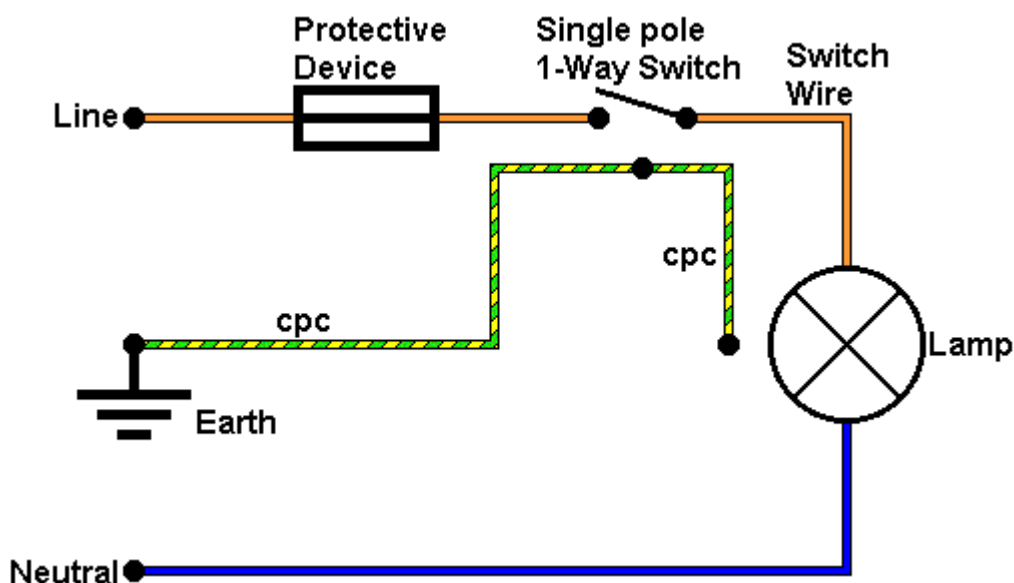 Protective
Device
Single pole
1-Way Switch
Switch
Wire
Line
cpc
cpc
Lamp
Earth
Neutral